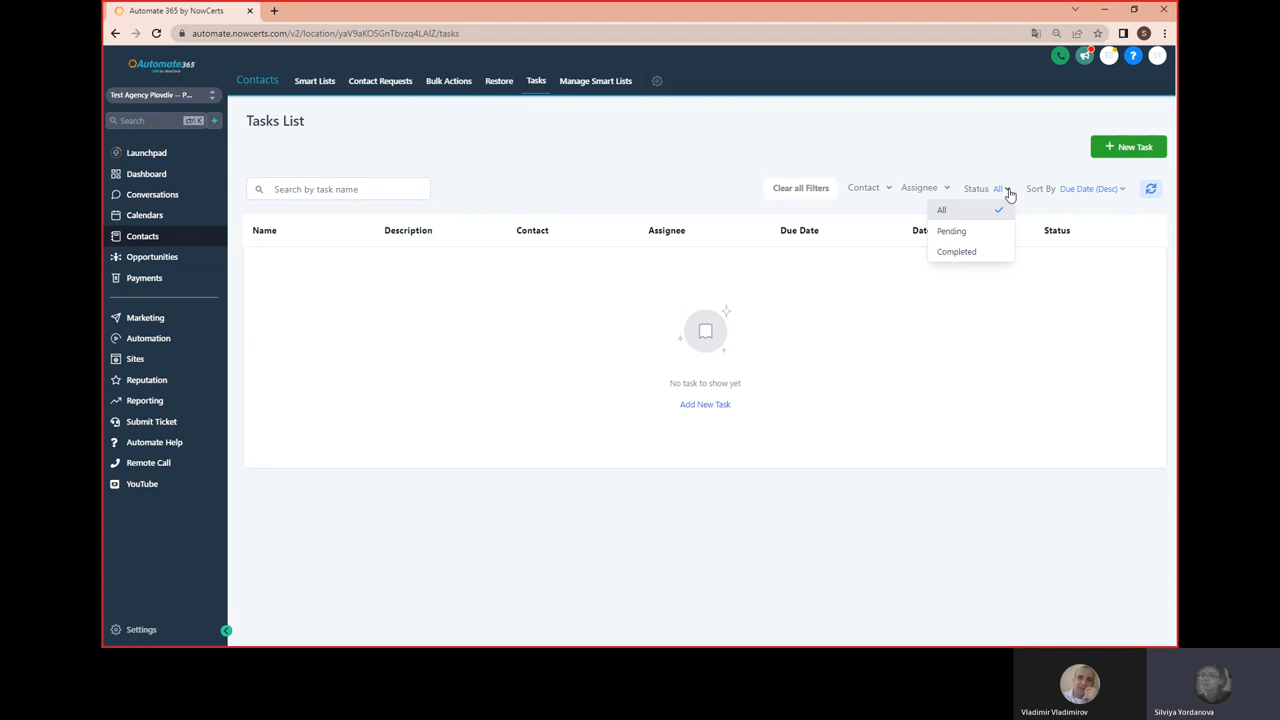 Automate 365 by NowCerts
automate.nowcerts.com/v2/location/yaV9aKOSGnTbvzq4LAIZ/tasks
S
Automate365
CRM by NowCerts
Contacts
Smart Lists
Contact Requests
Bulk Actions
Restore
Tasks
Manage Smart Lists
Test Agency Plovdiv -- P...
Search
ctrl K
Launchpad
Dashboard
Conversations
Calendars
Contacts
Opportunities
Payments
Marketing
Automation
Sites
Reputation
Reporting
Submit Ticket
Automate Help
Remote Call
YouTube
Settings
Tasks List
+ New Task
Search by task name
Clear all Filters
Contact
Assignee
Status All
Sort By Due Date (Desc)
All
Pending
Completed
Name
Description
Contact
Assignee
Due Date
Status
No task to show yet
Add New Task
Vladimir Vladimirov
Silviya Yordanova